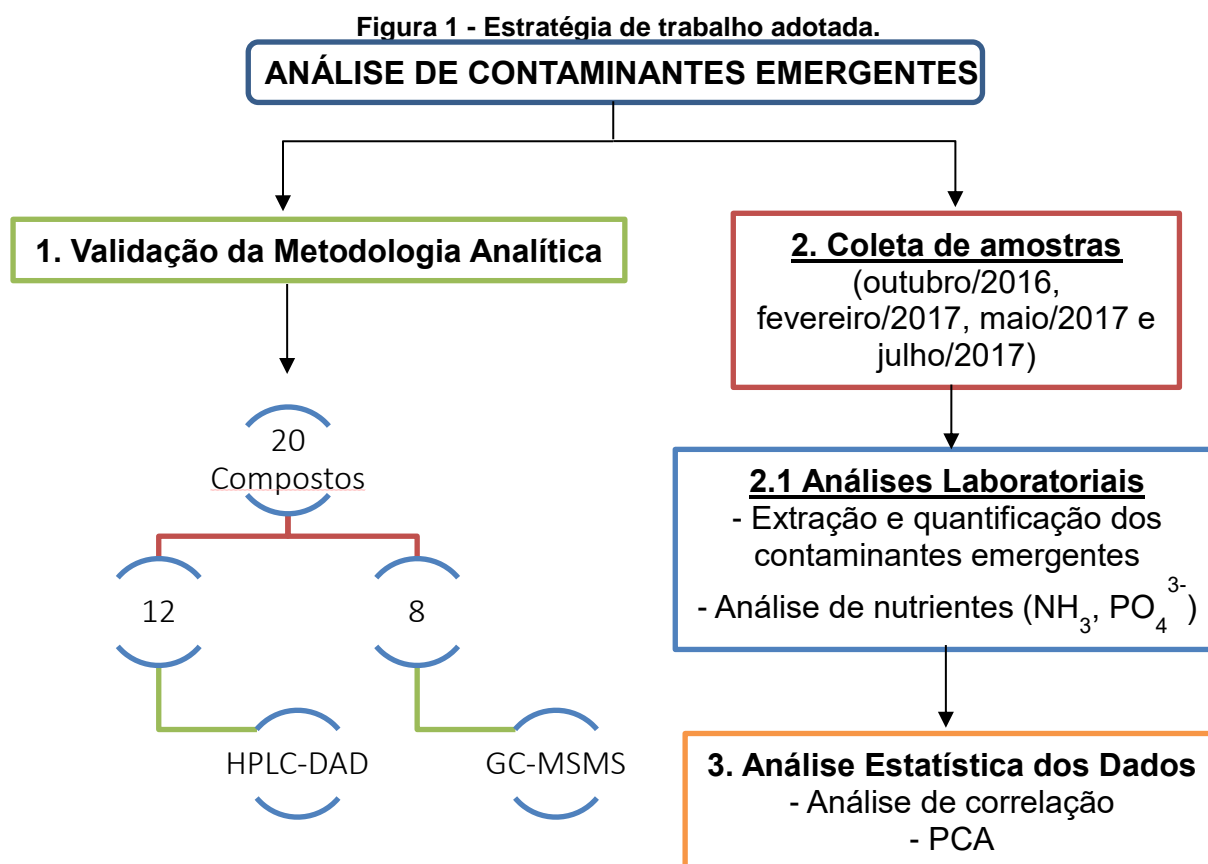 Figura 1 - Estratégia de trabalho adotada.
ANÁLISE DE CONTAMINANTES EMERGENTES
1. Validação da Metodologia Analítica
20
Compostos
12
8
HPLC-DAD
GC-MSMS
2. Coleta de amostras
(outubro/2016,
fevereiro/2017, maio/2017 e
julho/2017)
2.1 Análises Laboratoriais
- Extração e quantificação dos
contaminantes emergentes
- Análise de nutrientes (NH₃, PO₄³⁻)
3. Análise Estatística dos Dados
- Análise de correlação
- PCA